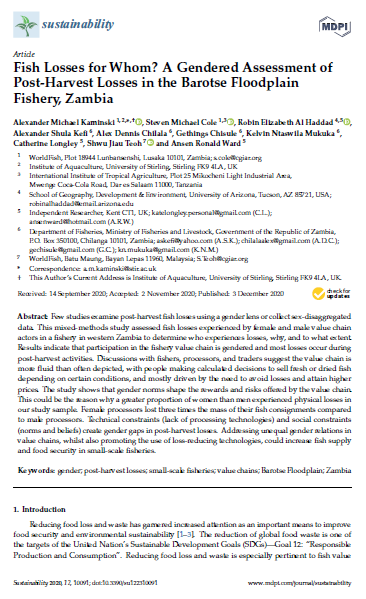 sustainability
MDPI
Article
Fish Losses for Whom? A Gendered Assessment of
Post-Harvest Losses in the Barotse Floodplain
Fishery, Zambia
Alexander Michael Kaminski 1,2,*,†, Steven Michael Cole 1,3, Robin Elizabeth Al Haddad 4,5,
Alexander Shula Kefi 6, Alex Dennis Chilala 6, Gethings Chisule 6, Kelvin Ntaswila Mukuka 6,
Catherine Longley 5, Shwu Jiau Teoh 7 and Ansen Ronald Ward 5
1 WorldFish, Plot 18944 Lunbansenshi, Lusaka 10101, Zambia; s.cole@cgiar.org
2 Institute of Aquaculture, University of Stirling, Stirling FK9 4LA, UK
3 International Institute of Tropical Agriculture, Plot 25 Mikocheni Light Industrial Area,
Mwenge Coca-Cola Road, Dar es Salaam 11000, Tanzania
4 School of Geography, Development & Environment, University of Arizona, Tucson, AZ 85721, USA;
robinalhaddad@email.arizona.edu
5 Independent Researcher, Kent CT1, UK; katelongley.personal@gmail.com (C.L.);
ansenward@hotmail.com (A.R.W.)
6 Department of Fisheries, Ministry of Fisheries and Livestock, Government of the Republic of Zambia,
P.O. Box 350100, Chilanga 10101, Zambia; askefi@yahoo.com (A.S.K.); chilalaalex@gmail.com (A.D.C.);
gechisule@gmail.com (G.C.); kn.mukuka@gmail.com (K.N.M.)
7 WorldFish, Batu Maung, Bayan Lepas 11960, Malaysia; S.Teoh@cgiar.org
* Correspondence: a.m.kaminski@stir.ac.uk
† This Author's Current Address is Institute of Aquaculture, University of Stirling FK9 4LA, UK.
Received: 14 September 2020; Accepted: 2 November 2020; Published: 3 December 2020
check for
updates
Abstract: Few studies examine post-harvest fish losses using a gender lens or collect sex-disaggregated
data. This mixed-methods study assessed fish losses experienced by female and male value chain
actors in a fishery in western Zambia to determine who experiences losses, why, and to what extent.
Results indicate that participation in the fishery value chain is gendered and most losses occur during
post-harvest activities. Discussions with fishers, processors, and traders suggest the value chain is
more fluid than often depicted, with people making calculated decisions to sell fresh or dried fish
depending on certain conditions, and mostly driven by the need to avoid losses and attain higher
prices. The study shows that gender norms shape the rewards and risks offered by the value chain.
This could be the reason why a greater proportion of women than men experienced physical losses in
our study sample. Female processors lost three times the mass of their fish consignments compared
to male processors. Technical constraints (lack of processing technologies) and social constraints
(norms and beliefs) create gender gaps in post-harvest losses. Addressing unequal gender relations in
value chains, whilst also promoting the use of loss-reducing technologies, could increase fish supply
and food security in small-scale fisheries.
Keywords: gender; post-harvest losses; small-scale fisheries; value chains; Barotse Floodplain; Zambia
1. Introduction
Reducing food loss and waste has garnered increased attention as an important means to improve
food security and environmental sustainability [1–3]. The reduction of global food waste is one of
the targets of the United Nation's Sustainable Development Goals (SDGs)—Goal 12: "Responsible
Production and Consumption". Reducing food loss and waste is especially pertinent to fish value
Sustainability 2020, 12, 10091; doi:10.3390/su122310091
www.mdpi.com/journal/sustainability